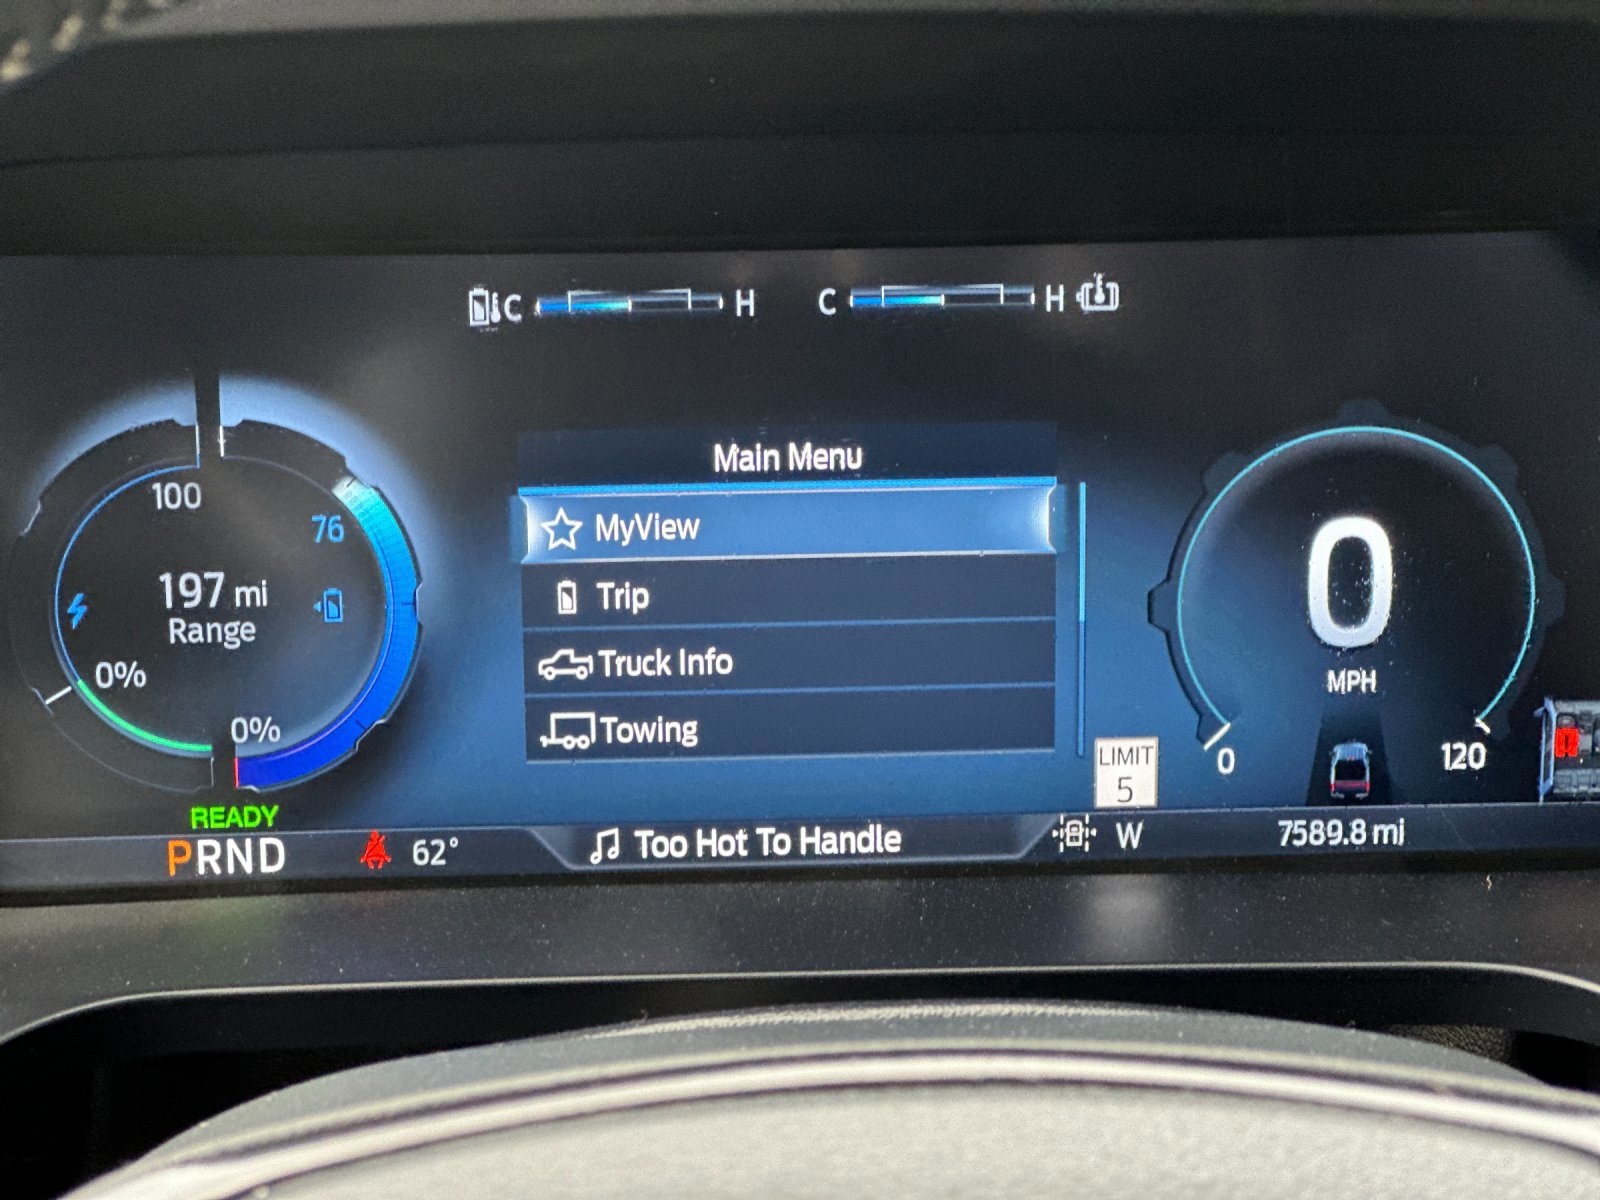 C H C H
Main Menu
100
76
MyView
197 mi
Range
Trip
0%
Truck Info
0%
Towing
MPH
0
LIMIT
5
0
120
READY
PRND
62°
Too Hot To Handle
W
7589.8 mi